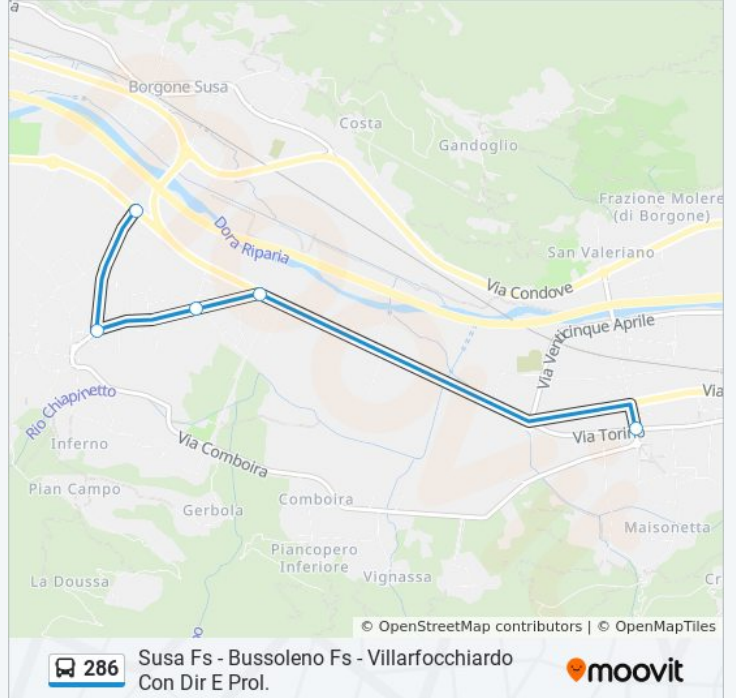 a
Borgone Susa
Costa
Gandoglio
Frazione Molere
(di Borgone)
San Valeriano
Dora Riparia
Via Condove
Via Venticinque Aprile
Via
Via Torino
Rio Chiapinetto
Inferno
Via Comboira
Pian Campo
Gerbola
Comboira
Maisonetta
Piancopero
Inferiore
Vignassa
La Doussa
Cr
© OpenStreetMap contributors | © OpenMapTiles
286
Susa Fs - Bussoleno Fs - Villarfocchiardo
Con Dir E Prol.
moovit